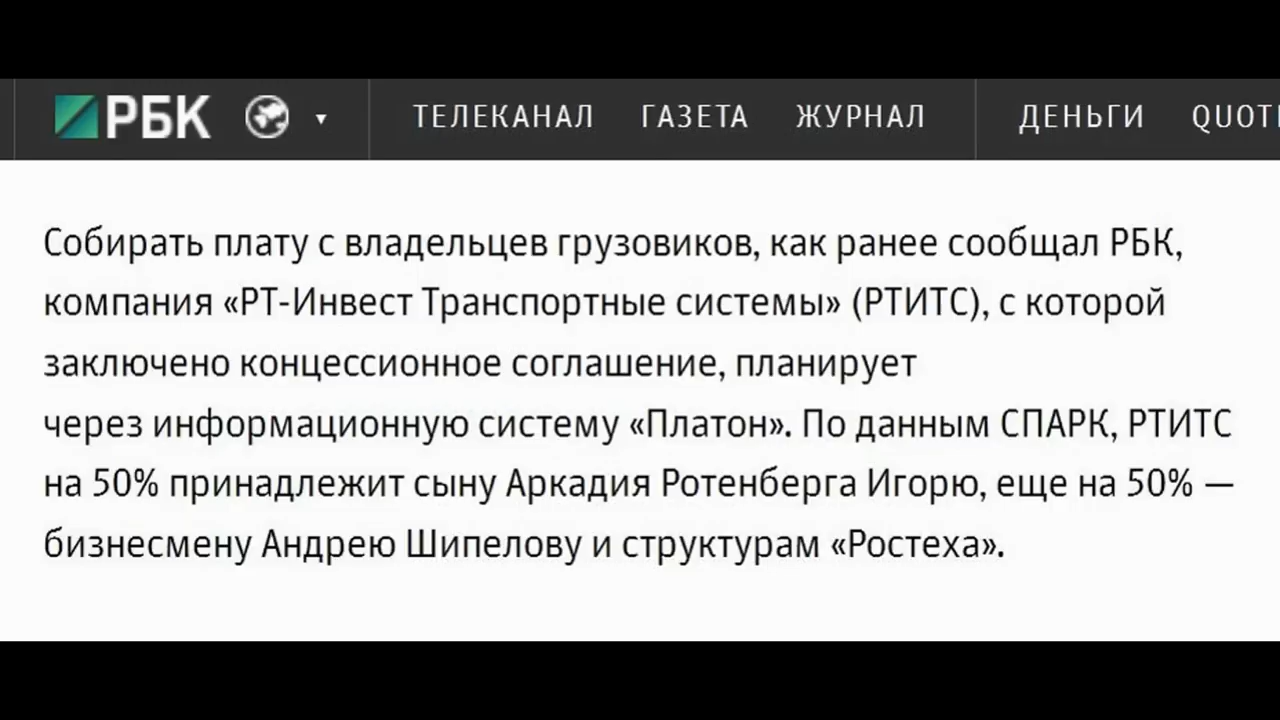 РБК ТЕЛЕКАНАЛ ГАЗЕТА ЖУРНАЛ ДЕНЬГИ QUOTE
Собирать плату с владельцев грузовиков, как ранее сообщал РБК,
компания «РТ-Инвест Транспортные системы» (РТИТС), с которой
заключено концессионное соглашение, планирует
через информационную систему «Платон». По данным СПАРК, РТИТС
на 50% принадлежит сыну Аркадия Ротенберга Игорю, еще на 50% —
бизнесмену Андрею Шипелову и структурам «Ростеха».